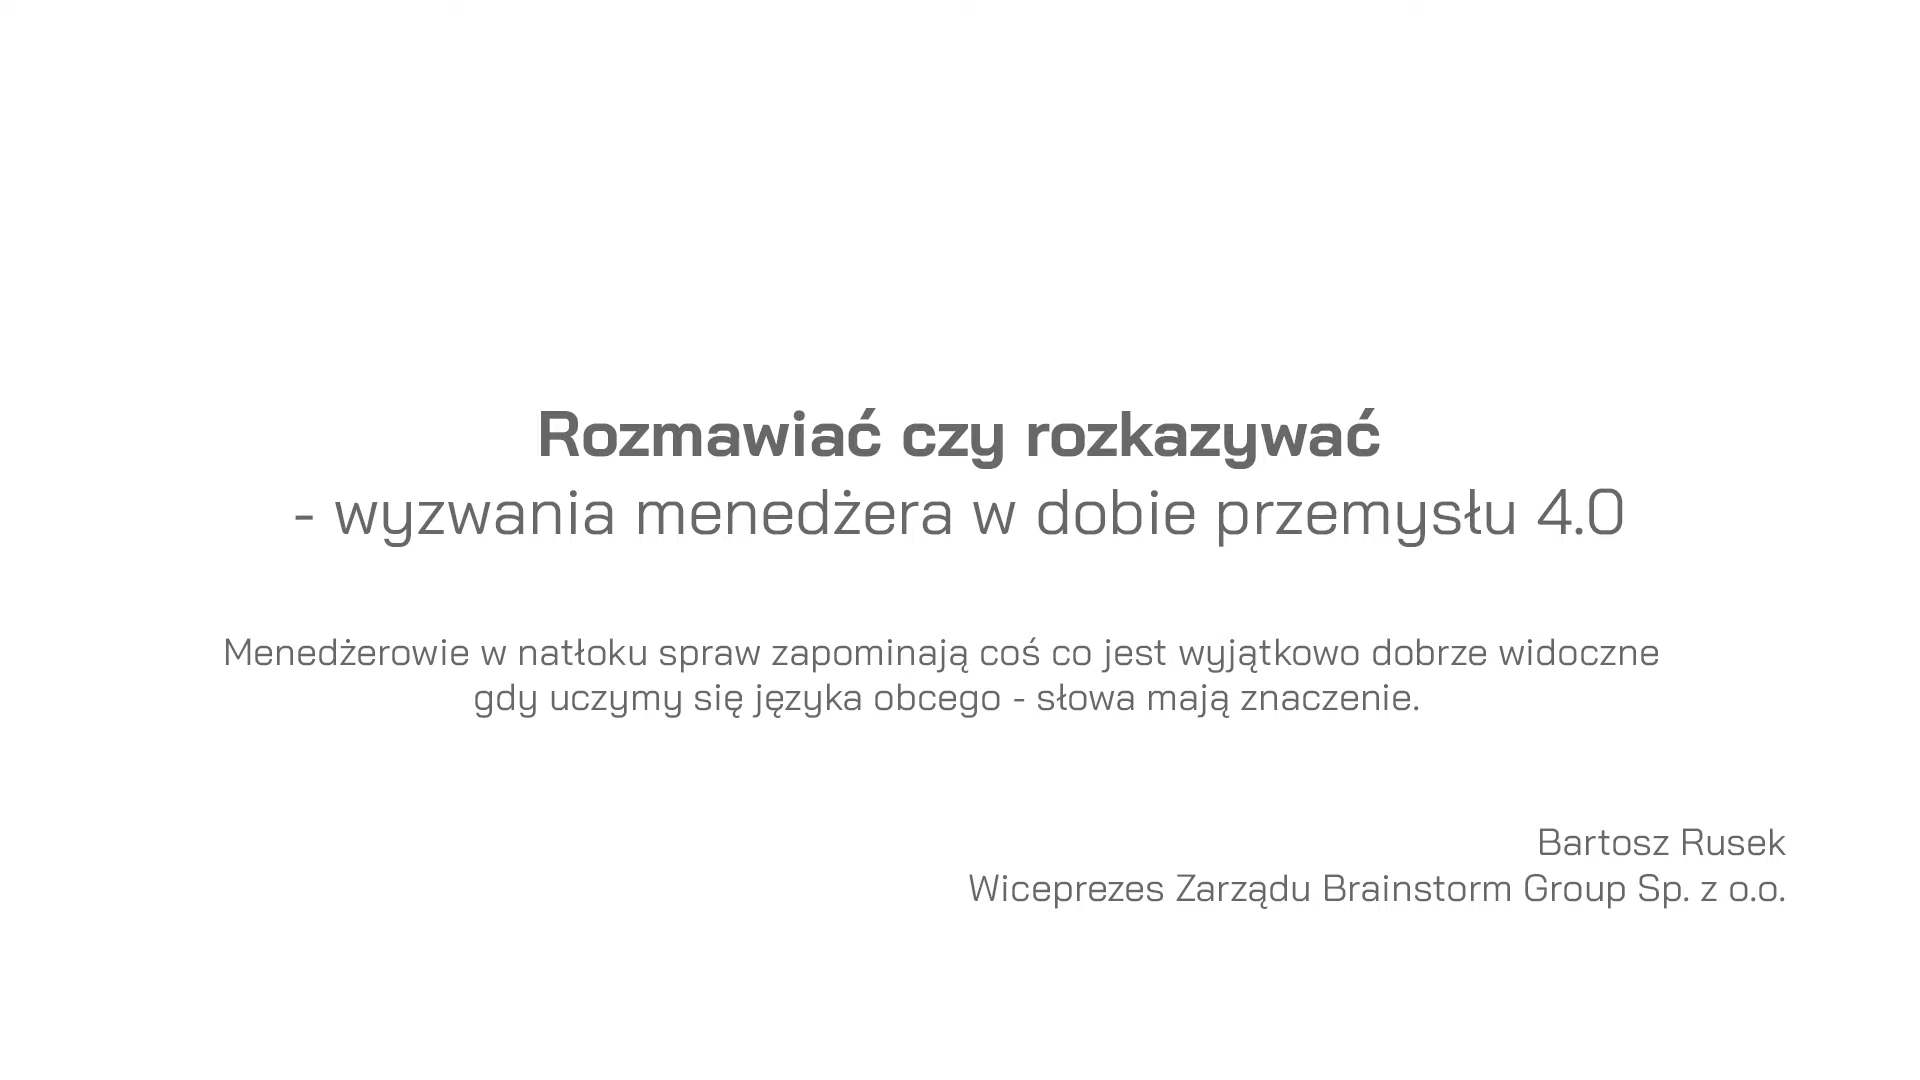 Rozmawiać czy rozkazywać
- wyzwania menedżera w dobie przemysłu 4.0
Menedżerowie w natłoku spraw zapominają coś co jest wyjątkowo dobrze widoczne
gdy uczymy się języka obcego - słowa mają znaczenie.
Bartosz Rusek
Wiceprezes Zarządu Brainstorm Group Sp. z o.o.